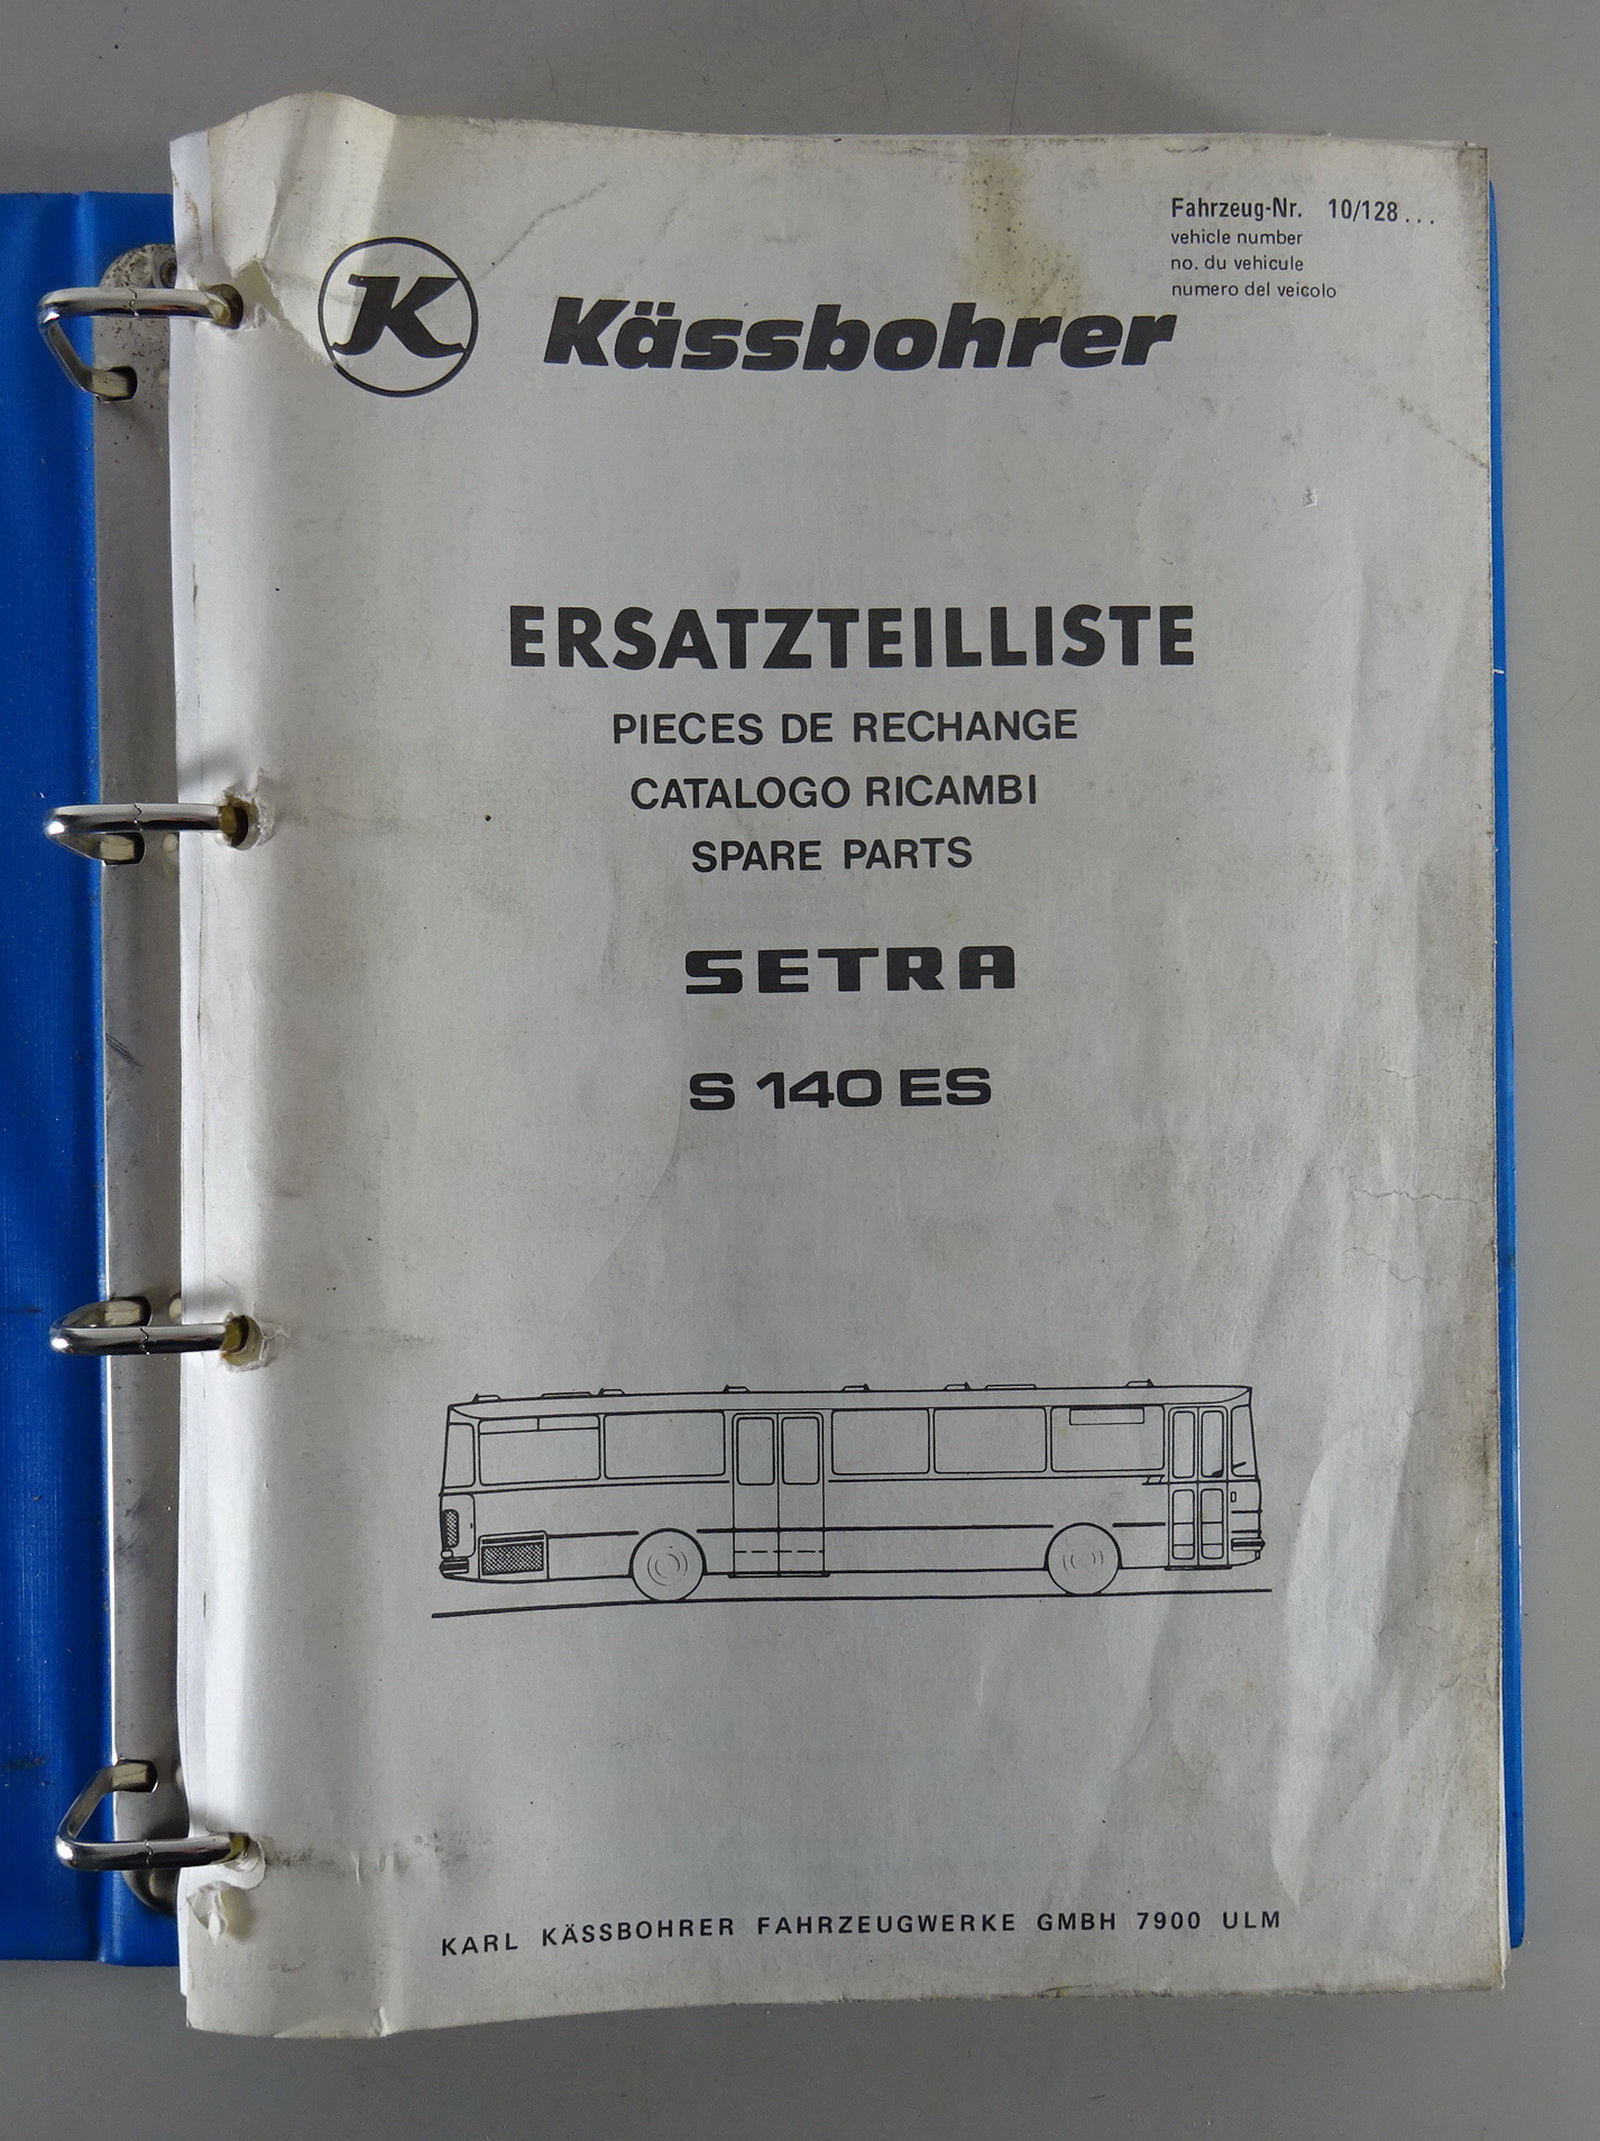 Fahrzeug-Nr. 10/128...
vehicle number
no. du vehicule
numero del veicolo
K Kässbohrer
ERSATZTEILLISTE
PIECES DE RECHANGE
CATALOGO RICAMBI
SPARE PARTS
SETRA
S 140 ES
KARL KÄSSBOHRER FAHRZEUGWERKE GMBH 7900 ULM